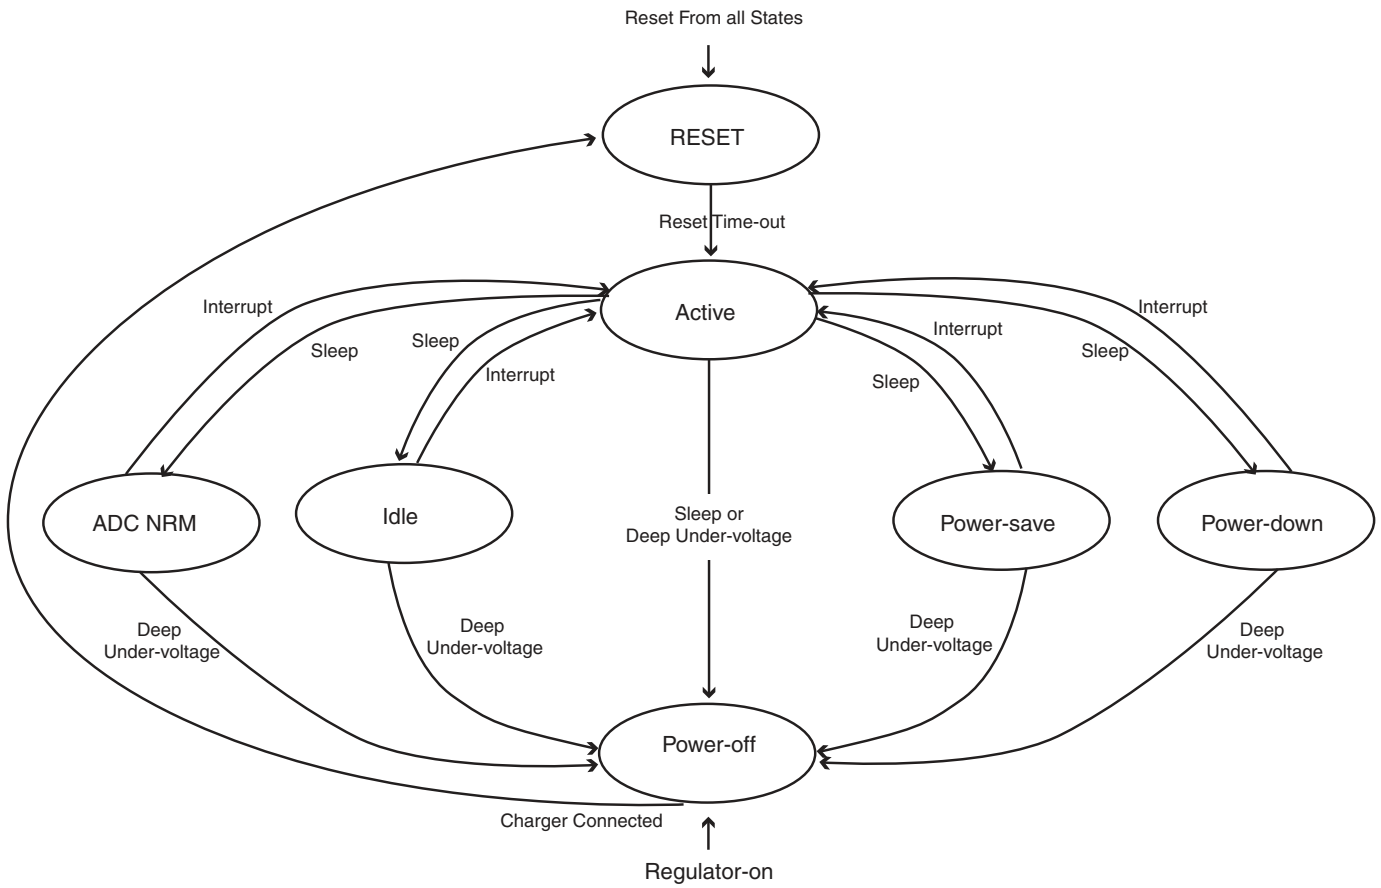 Reset From all States
RESET
Reset Time-out
Active
Interrupt
Sleep
Sleep
Interrupt
Interrupt
Sleep
Interrupt
Sleep
ADC NRM
Idle
Sleep or
Deep Under-voltage
Power-save
Power-down
Deep
Under-voltage
Deep
Under-voltage
Deep
Under-voltage
Deep
Under-voltage
Power-off
Charger Connected
Regulator-on